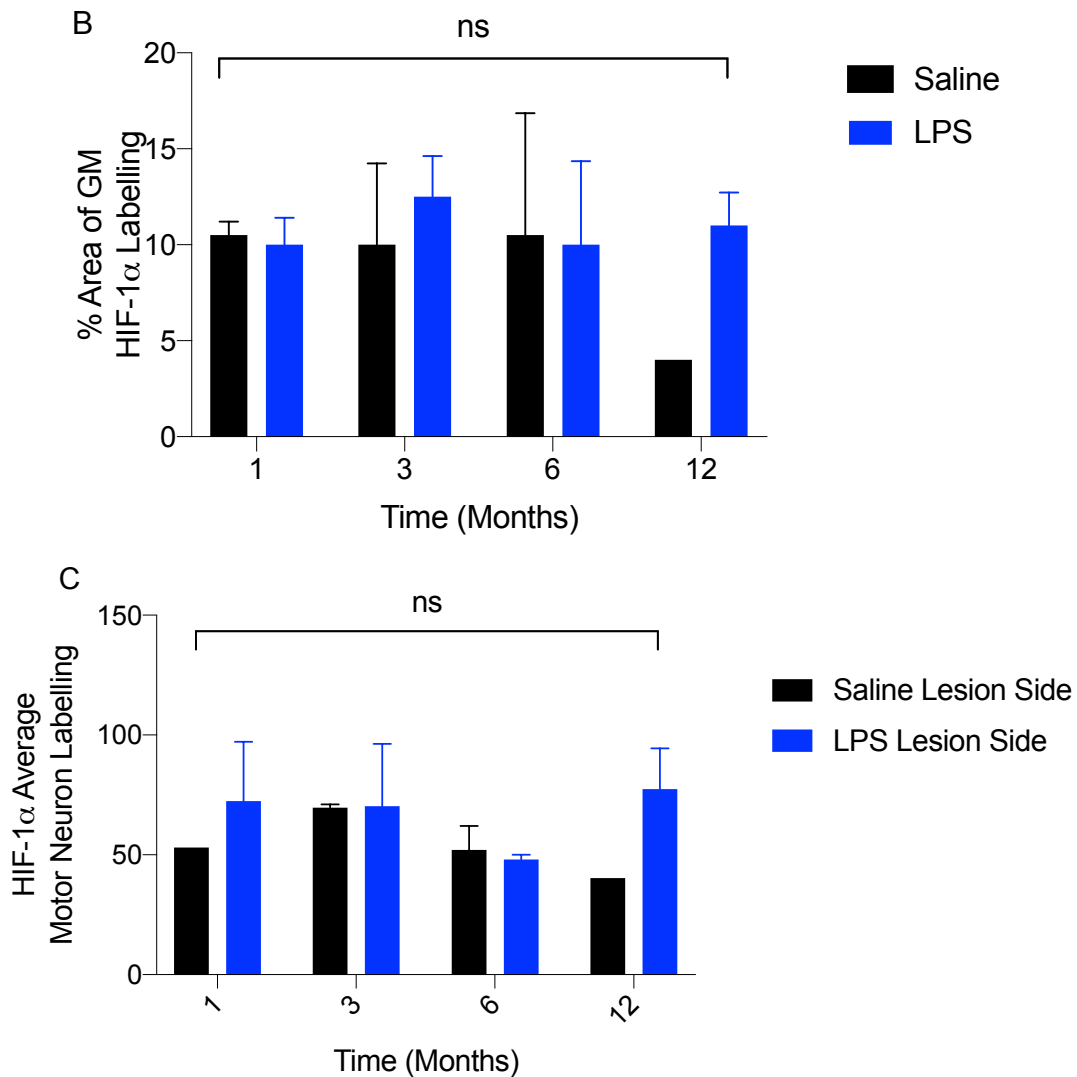 B
ns
Saline
LPS
% Area of GM
HIF-1α Labelling
20
15
10
5
0
1 3 6 12
Time (Months)
C
ns
Saline Lesion Side
LPS Lesion Side
HIF-1α Average
Motor Neuron Labelling
150
100
50
0
1 3 6 12
Time (Months)